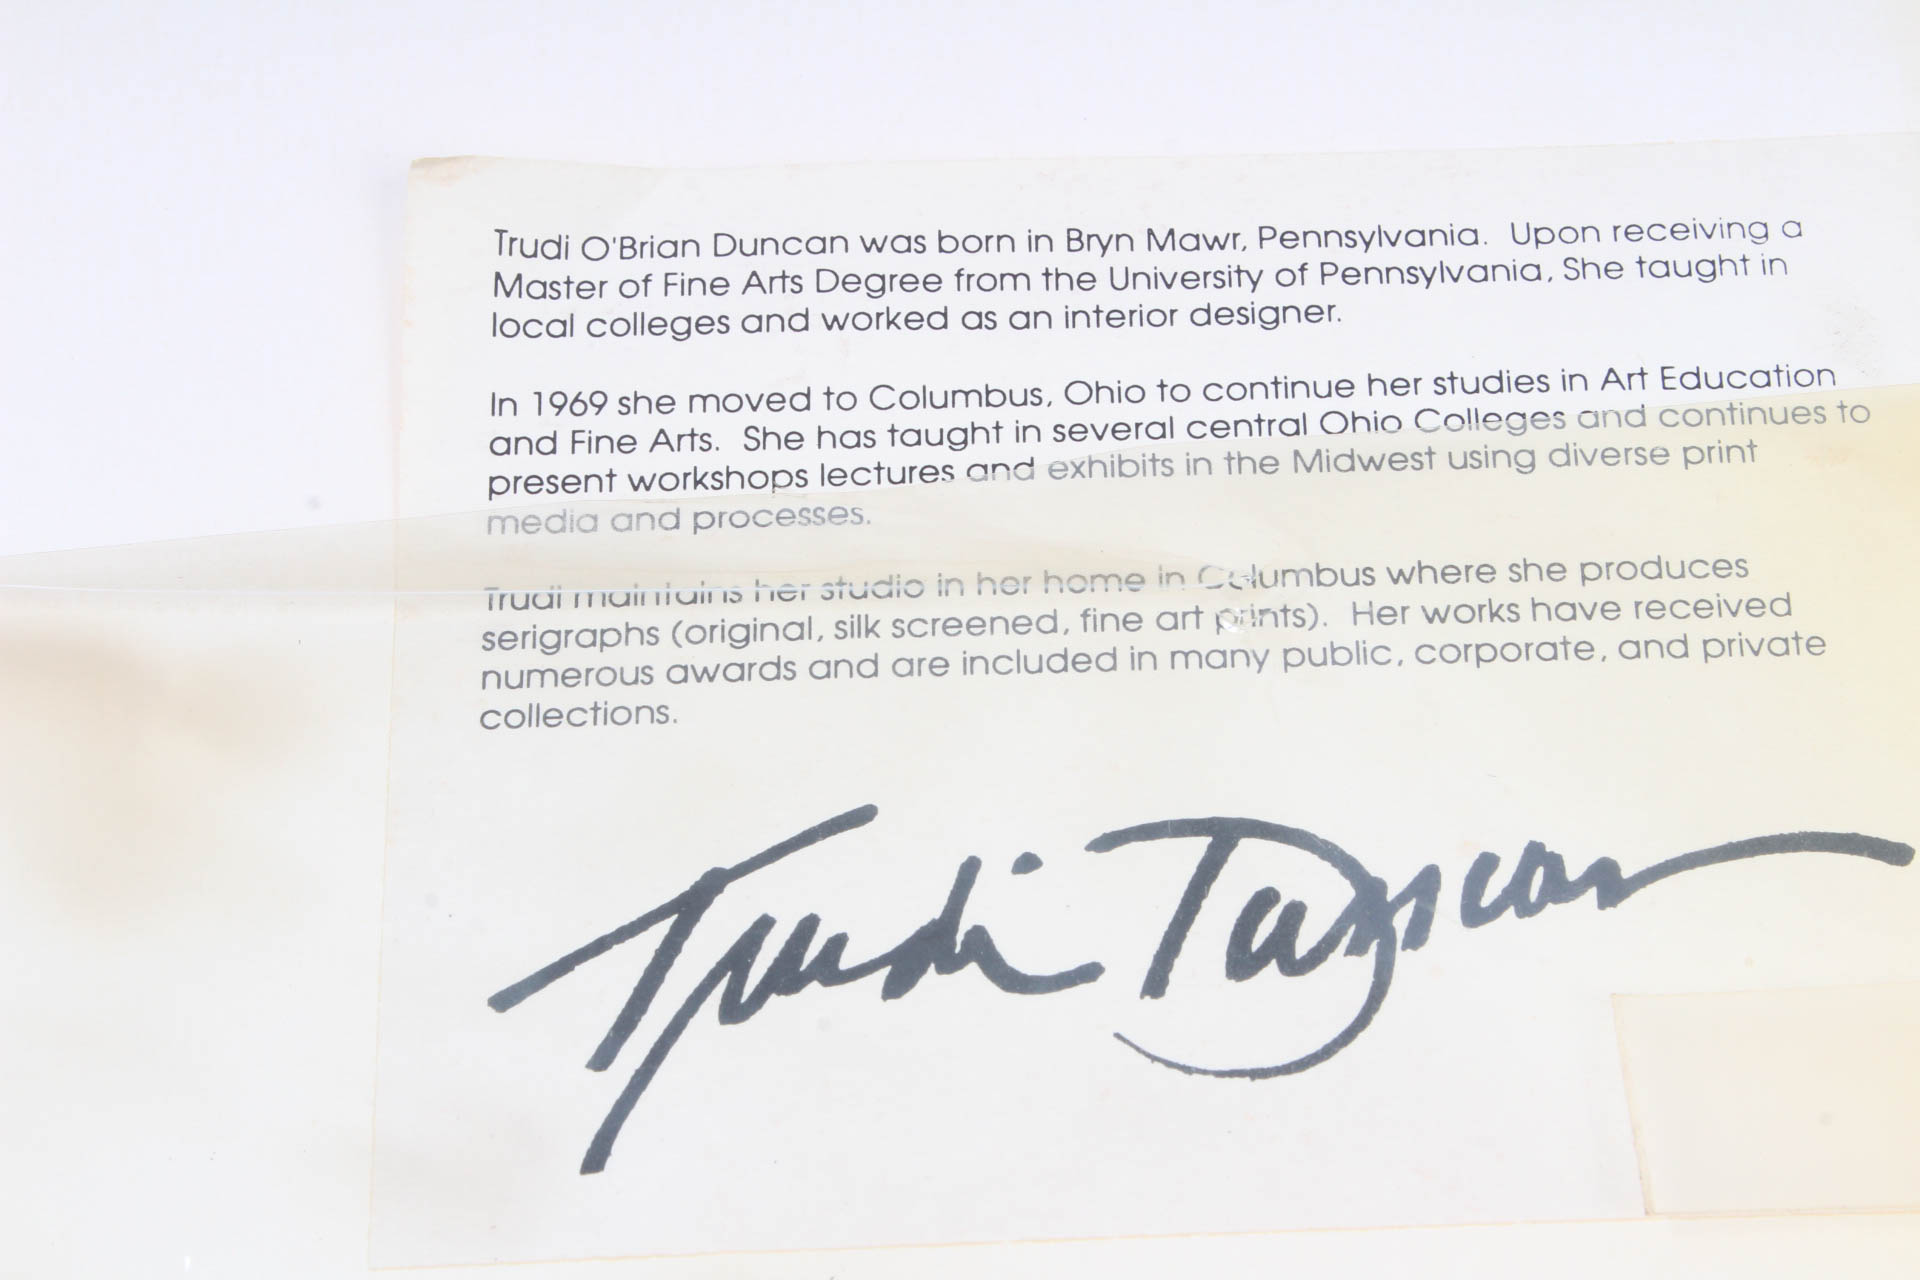 Trudi O'Brian Duncan was born in Bryn Mawr, Pennsylvania. Upon receiving a
Master of Fine Arts Degree from the University of Pennsylvania, She taught in
local colleges and worked as an interior designer.
In 1969 she moved to Columbus, Ohio to continue her studies in Art Education
and Fine Arts. She has taught in several central Ohio Colleges and continues to
present workshops lectures and exhibits in the Midwest using diverse print
media and processes.
Trudi maintains her studio in her home in Columbus where she produces
serigraphs (original, silk screened, fine art prints). Her works have received
numerous awards and are included in many public, corporate, and private
collections.
Trudi Duncan